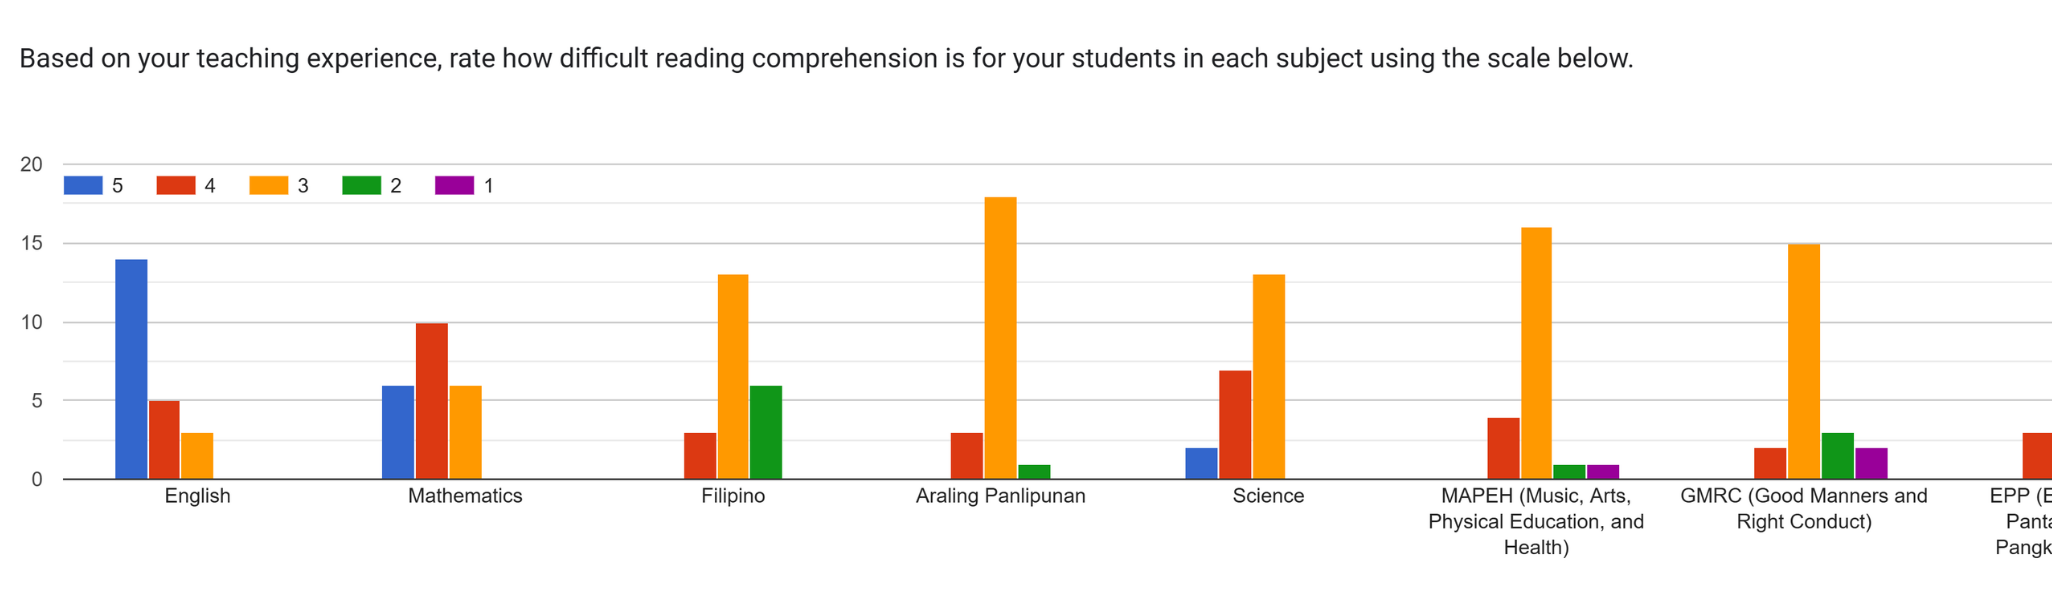 Based on your teaching experience, rate how difficult reading comprehension is for your students in each subject using the scale below.
20
5 4 3 2 1
15
10
5
0
English Mathematics Filipino Araling Panlipunan Science MAPEH (Music, Arts, GMRC (Good Manners and EPP (E
Physical Education, and Right Conduct) Panta
Health) Pangk